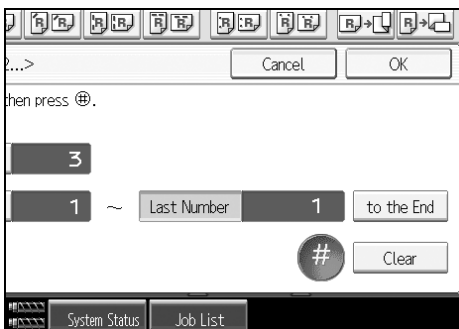 2...>
Cancel
OK
then press #.
3
1 ~ Last Number 1 to the End
# Clear
System Status
Job List